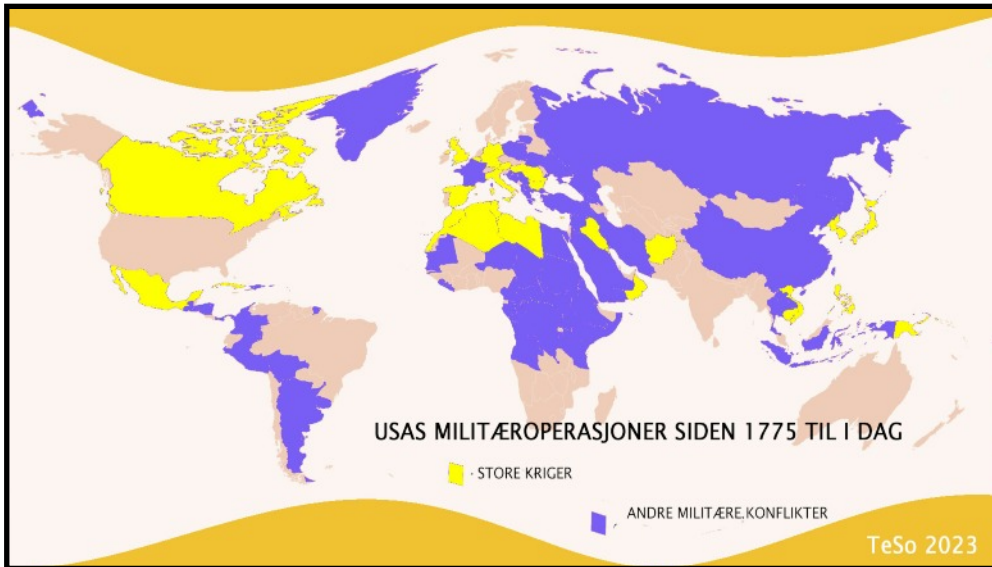 USAS MILITÆROPERASJONER SIDEN 1775 TIL I DAG
- STORE KRIGER
ANDRE MILITÆRE KONFLIKTER
TeSo 2023